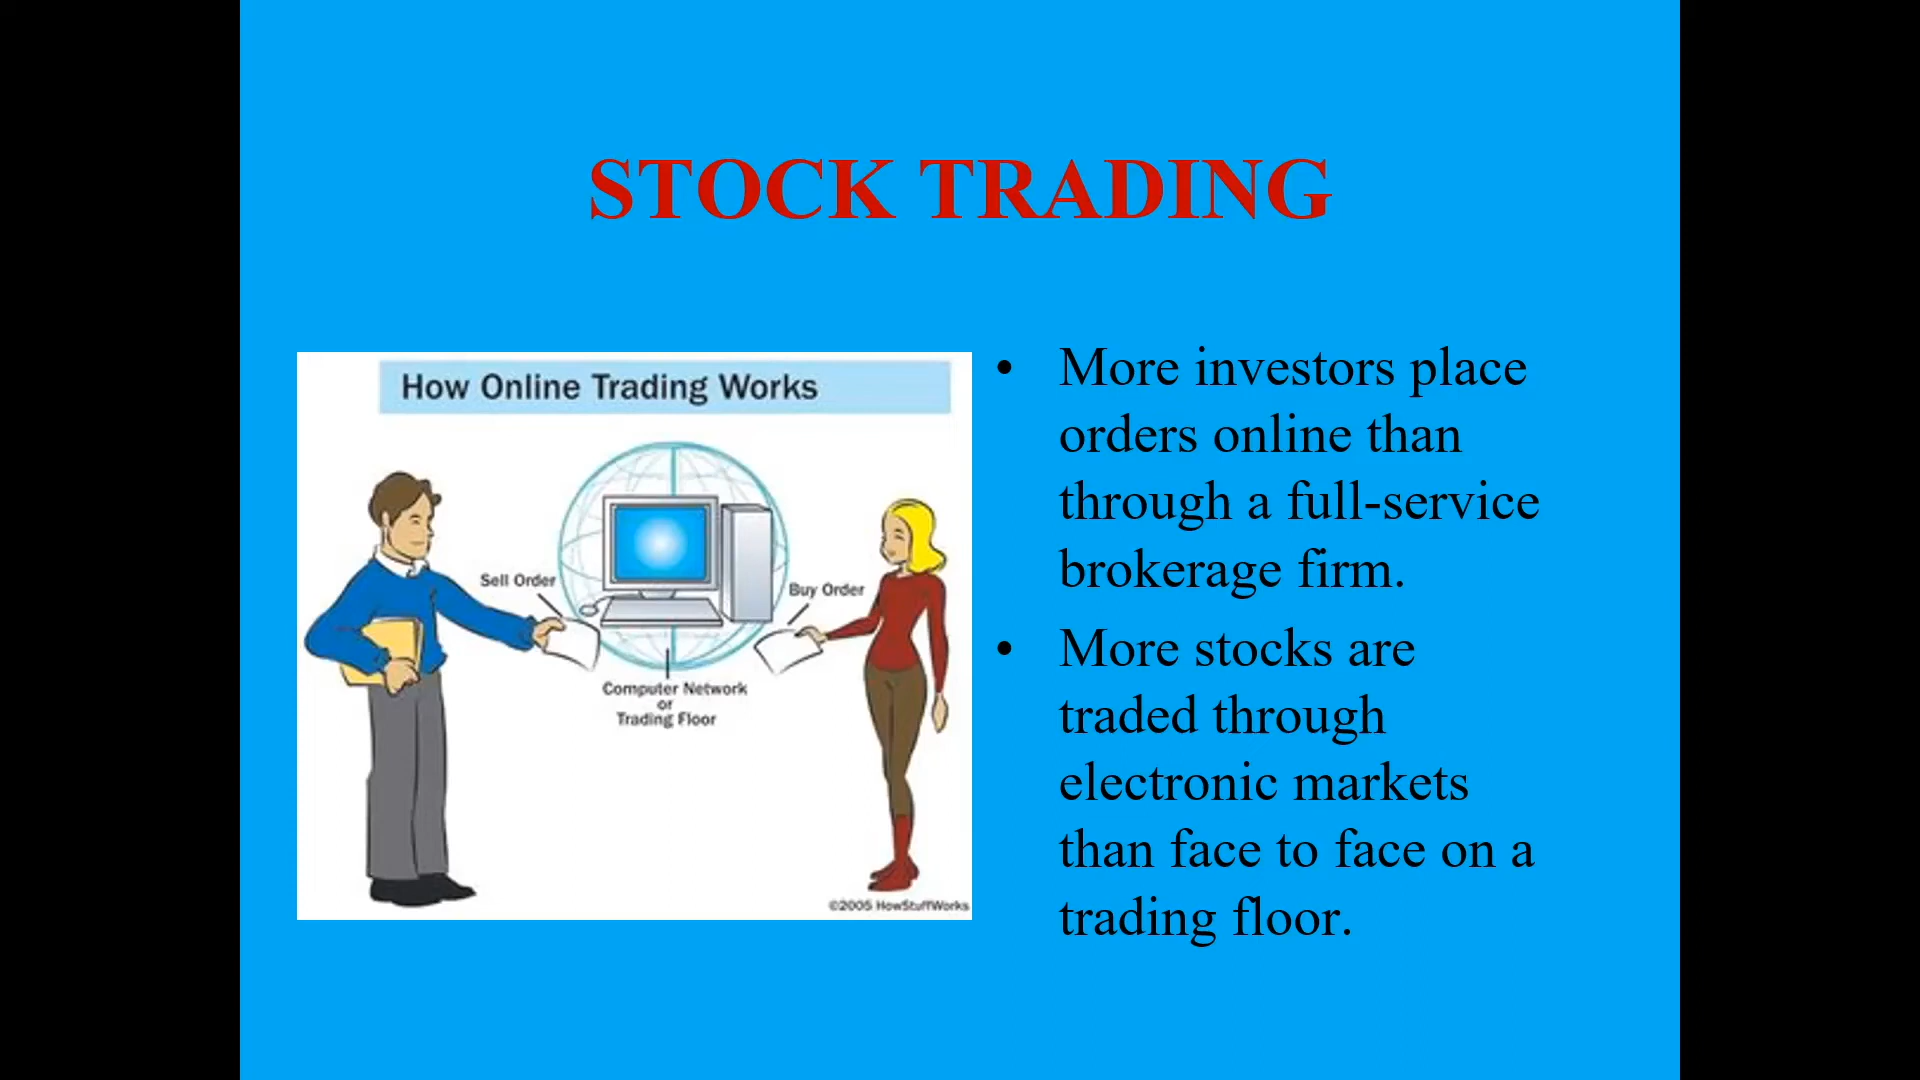 STOCK TRADING
How Online Trading Works
Sell Order
Buy Order
Computer Network
or
Trading Floor
©2005 HowStuffWorks
• More investors place
orders online than
through a full-service
brokerage firm.
• More stocks are
traded through
electronic markets
than face to face on a
trading floor.